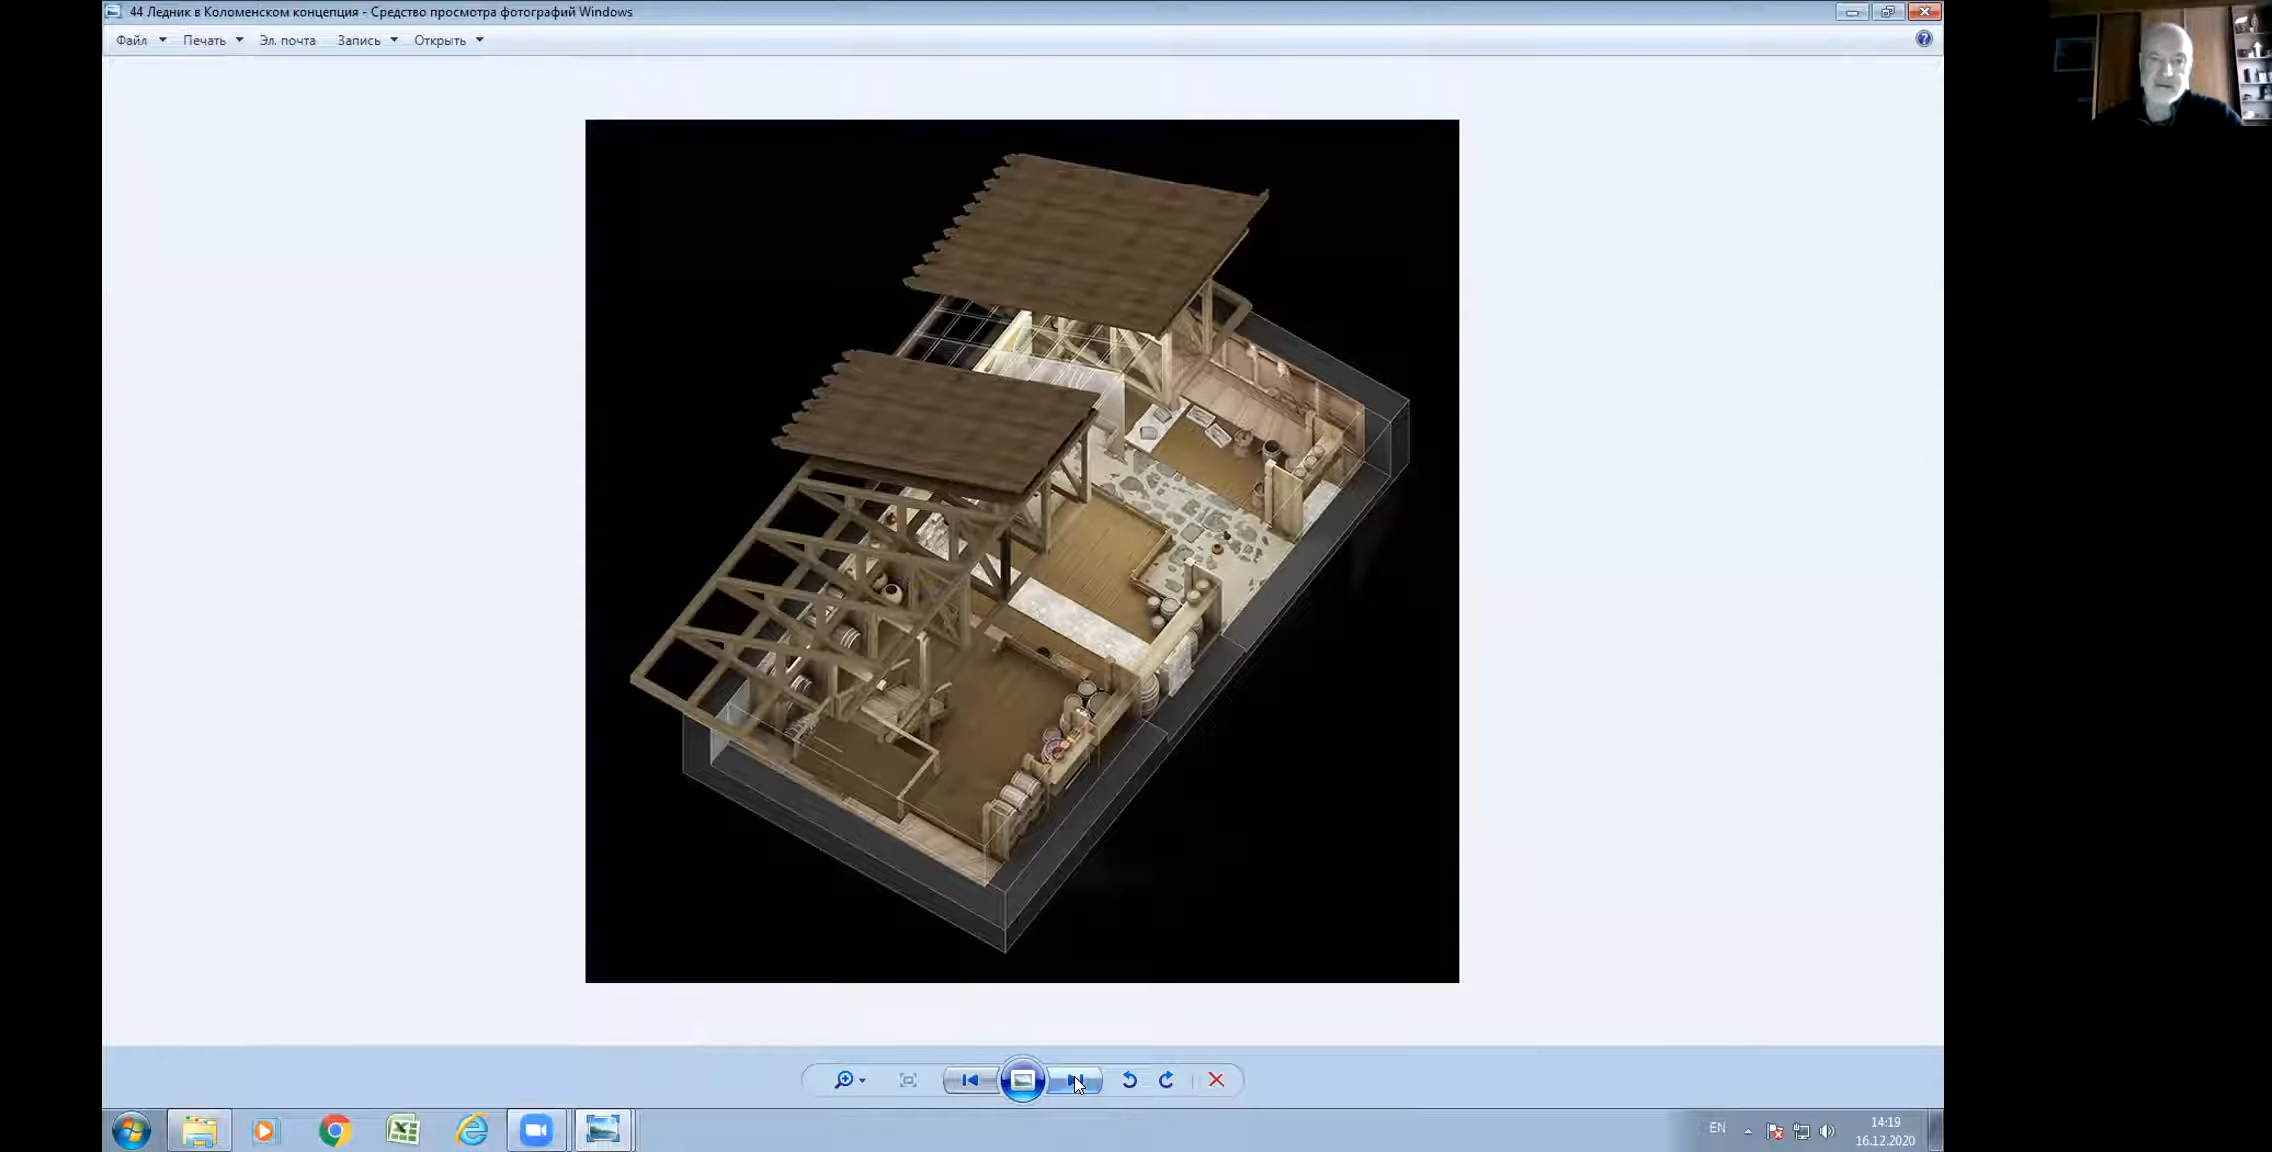 44 Ледник в Коломенском концепция - Средство просмотра фотографий Windows
Файл Печать Эл. почта Запись Открыть
EN
14:19
16.12.2020